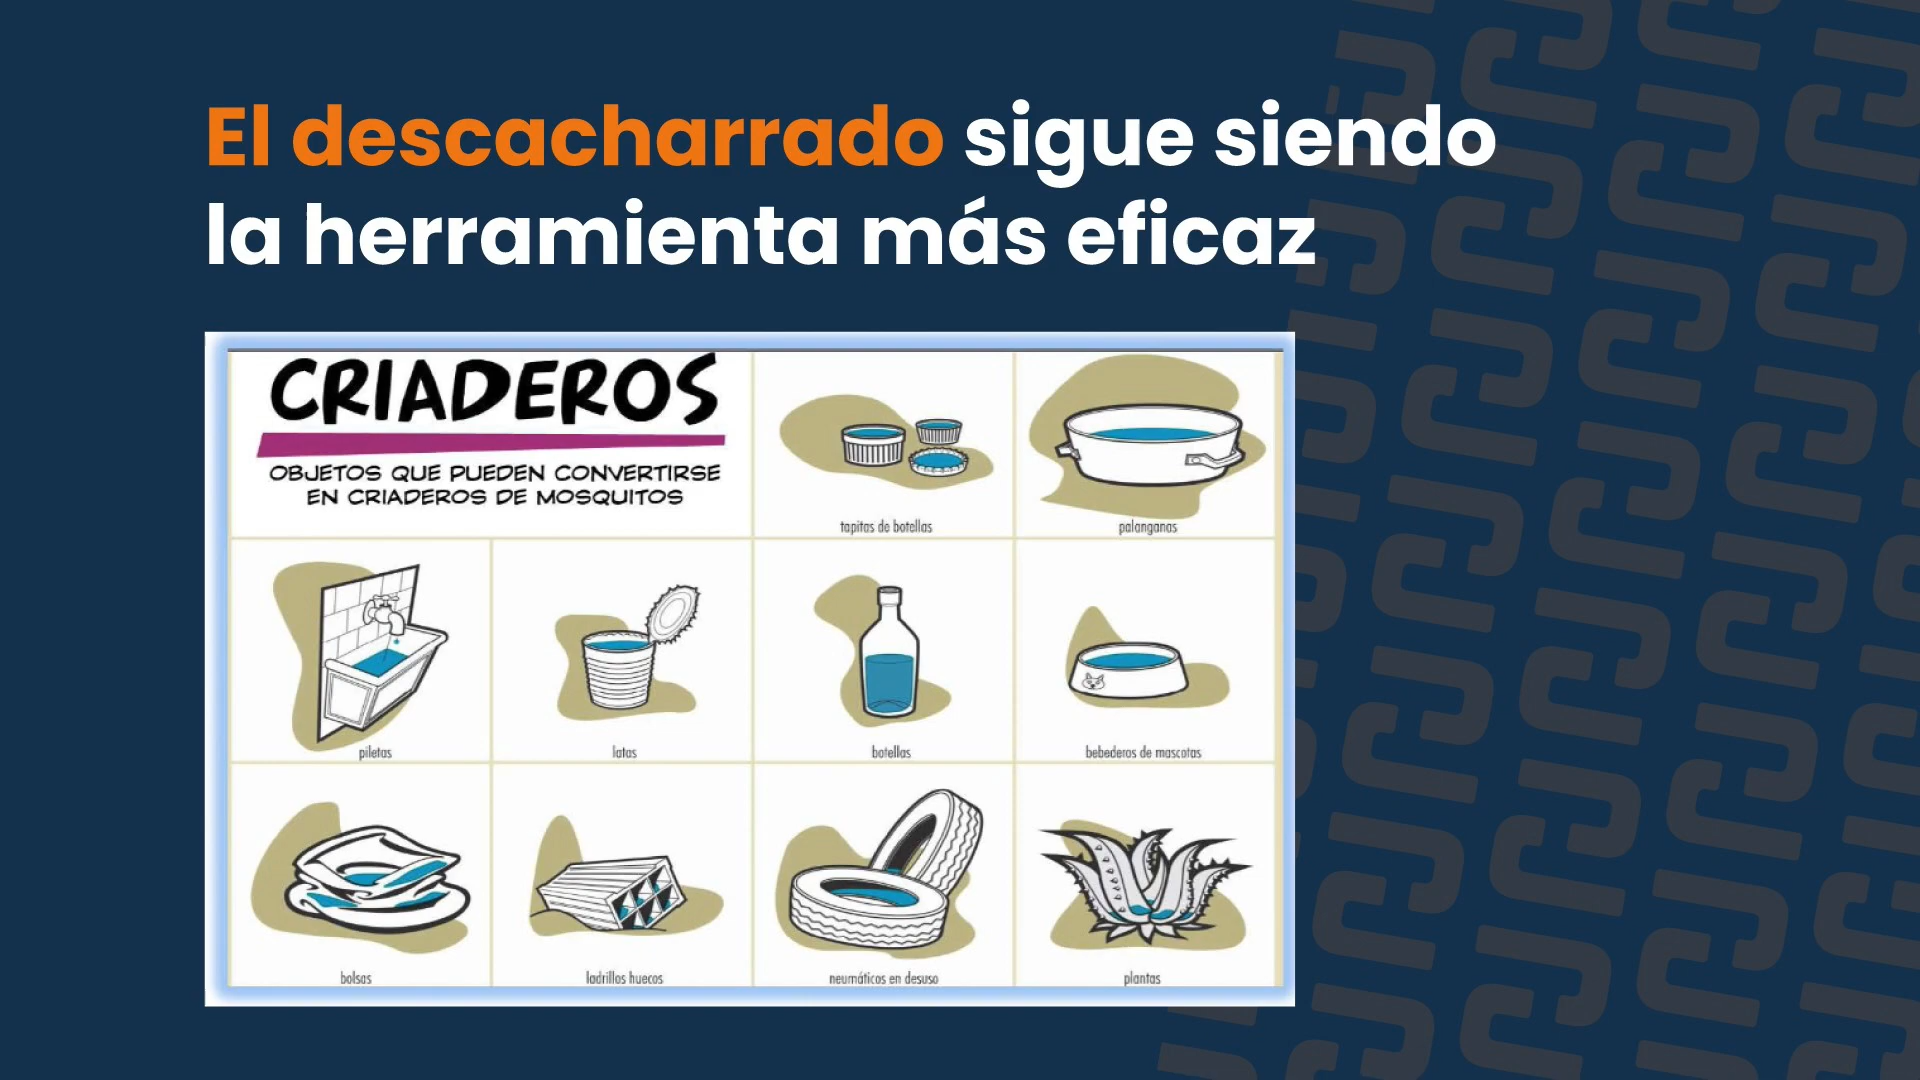 El descacharrado sigue siendo
la herramienta más eficaz
CRIADEROS
OBJETOS QUE PUEDEN CONVERTIRSE
EN CRIADEROS DE MOSQUITOS
tapitas de botellas
palanganas
piletas
latas
botellas
bebederos de mascotas
bolsas
ladrillos huecos
neumáticos en desuso
plantas